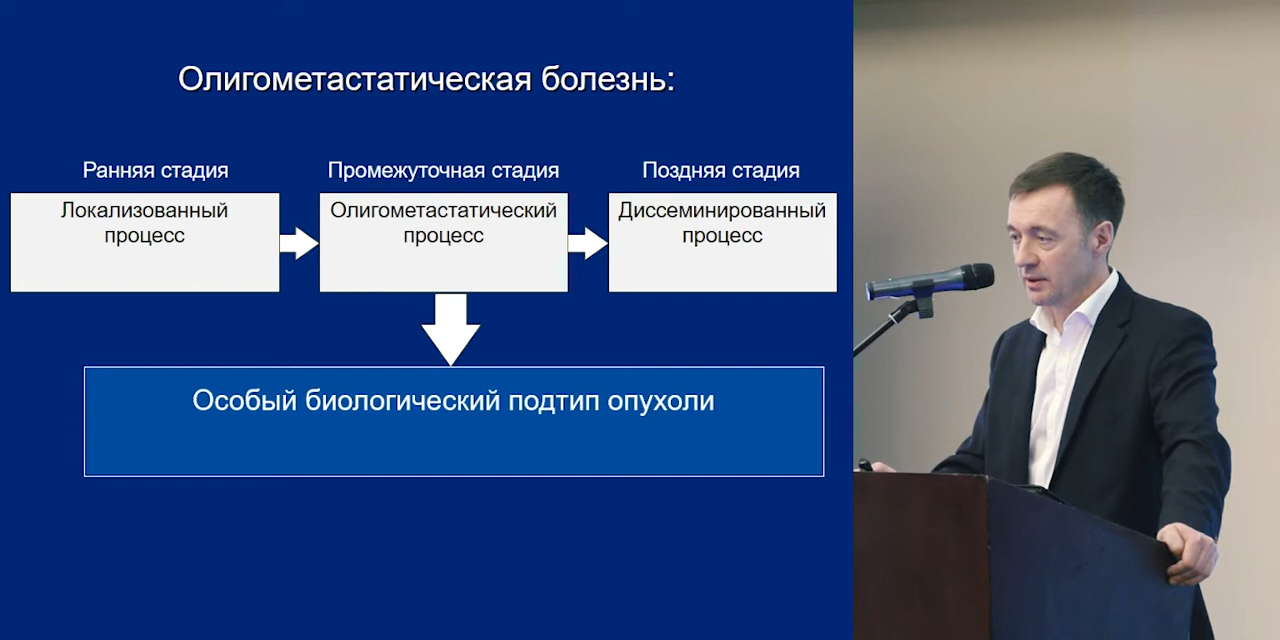 Олигометастатическая болезнь:
Ранняя стадия
Промежуточная стадия
Поздняя стадия
Локализованный
процесс
Олигометастатический
процесс
Диссеминированный
процесс
Особый биологический подтип опухоли